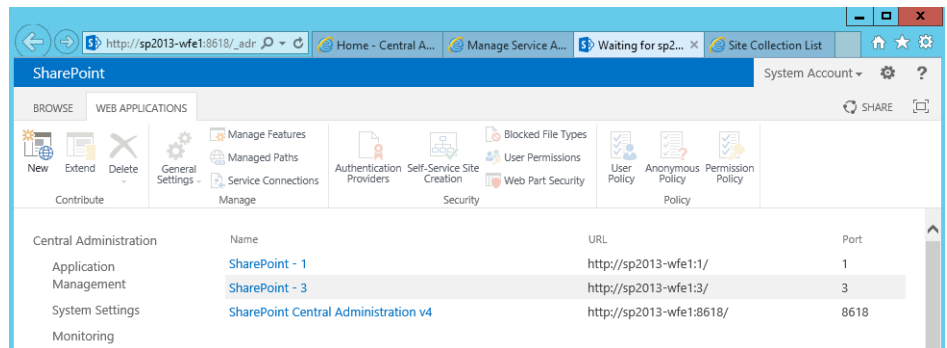 http://sp2013-wfe1:8618/_adr
Home - Central A...
Manage Service A...
Waiting for sp2...
Site Collection List
SharePoint
System Account
BROWSE WEB APPLICATIONS
SHARE
New
Extend
Delete
General Settings
Manage Features
Managed Paths
Service Connections
Authentication Providers
Self-Service Site Creation
Blocked File Types
User Permissions
Web Part Security
User Policy
Anonymous Policy
Permission Policy
Contribute
Manage
Security
Policy
Central Administration
Application Management
System Settings
Monitoring
Name URL Port
SharePoint - 1 http://sp2013-wfe1:1/ 1
SharePoint - 3 http://sp2013-wfe1:3/ 3
SharePoint Central Administration v4 http://sp2013-wfe1:8618/ 8618